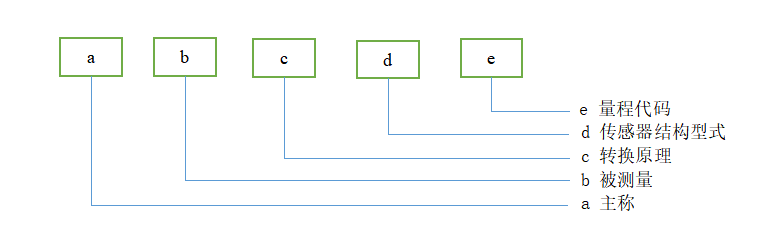 a b c d e
e 量程代码
d 传感器结构型式
c 转换原理
b 被测量
a 主称